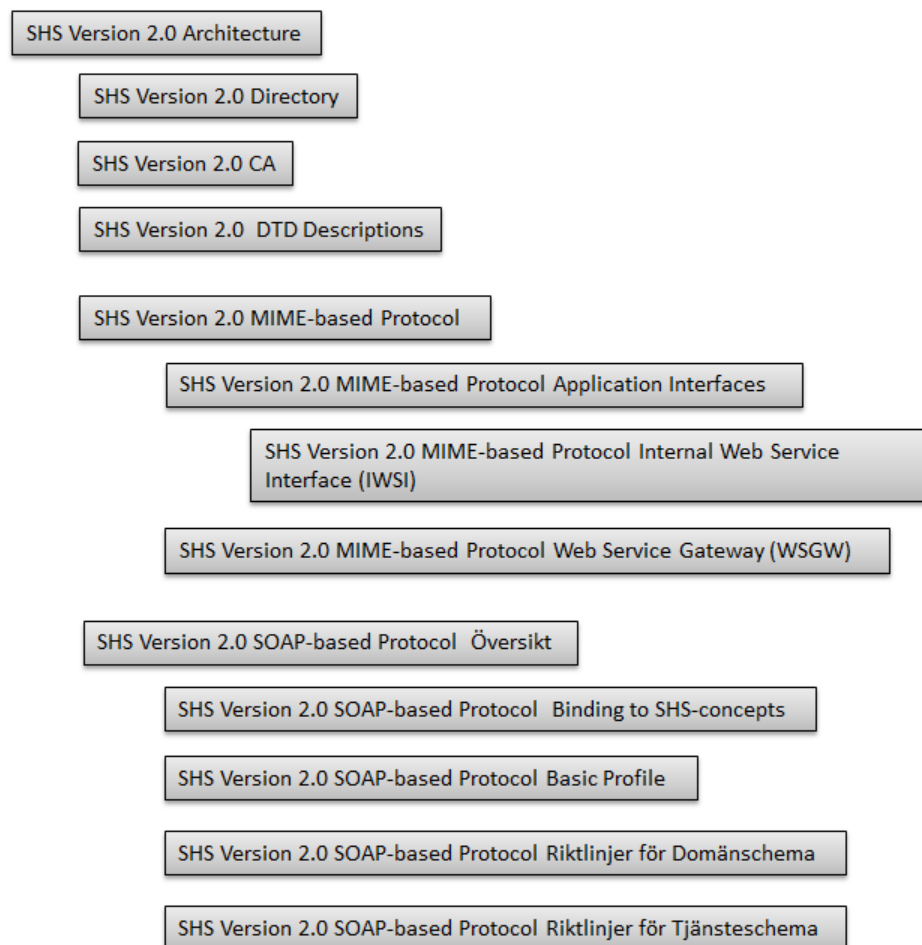 SHS Version 2.0 Architecture
SHS Version 2.0 Directory
SHS Version 2.0 CA
SHS Version 2.0  DTD Descriptions
SHS Version 2.0 MIME-based Protocol
SHS Version 2.0 MIME-based Protocol Application Interfaces
SHS Version 2.0 MIME-based Protocol Internal Web Service
Interface (IWSI)
SHS Version 2.0 MIME-based Protocol Web Service Gateway (WSGW)
SHS Version 2.0 SOAP-based Protocol  Översikt
SHS Version 2.0 SOAP-based Protocol  Binding to SHS-concepts
SHS Version 2.0 SOAP-based Protocol Basic Profile
SHS Version 2.0 SOAP-based Protocol Riktlinjer för Domänschema
SHS Version 2.0 SOAP-based Protocol Riktlinjer för Tjänsteschema